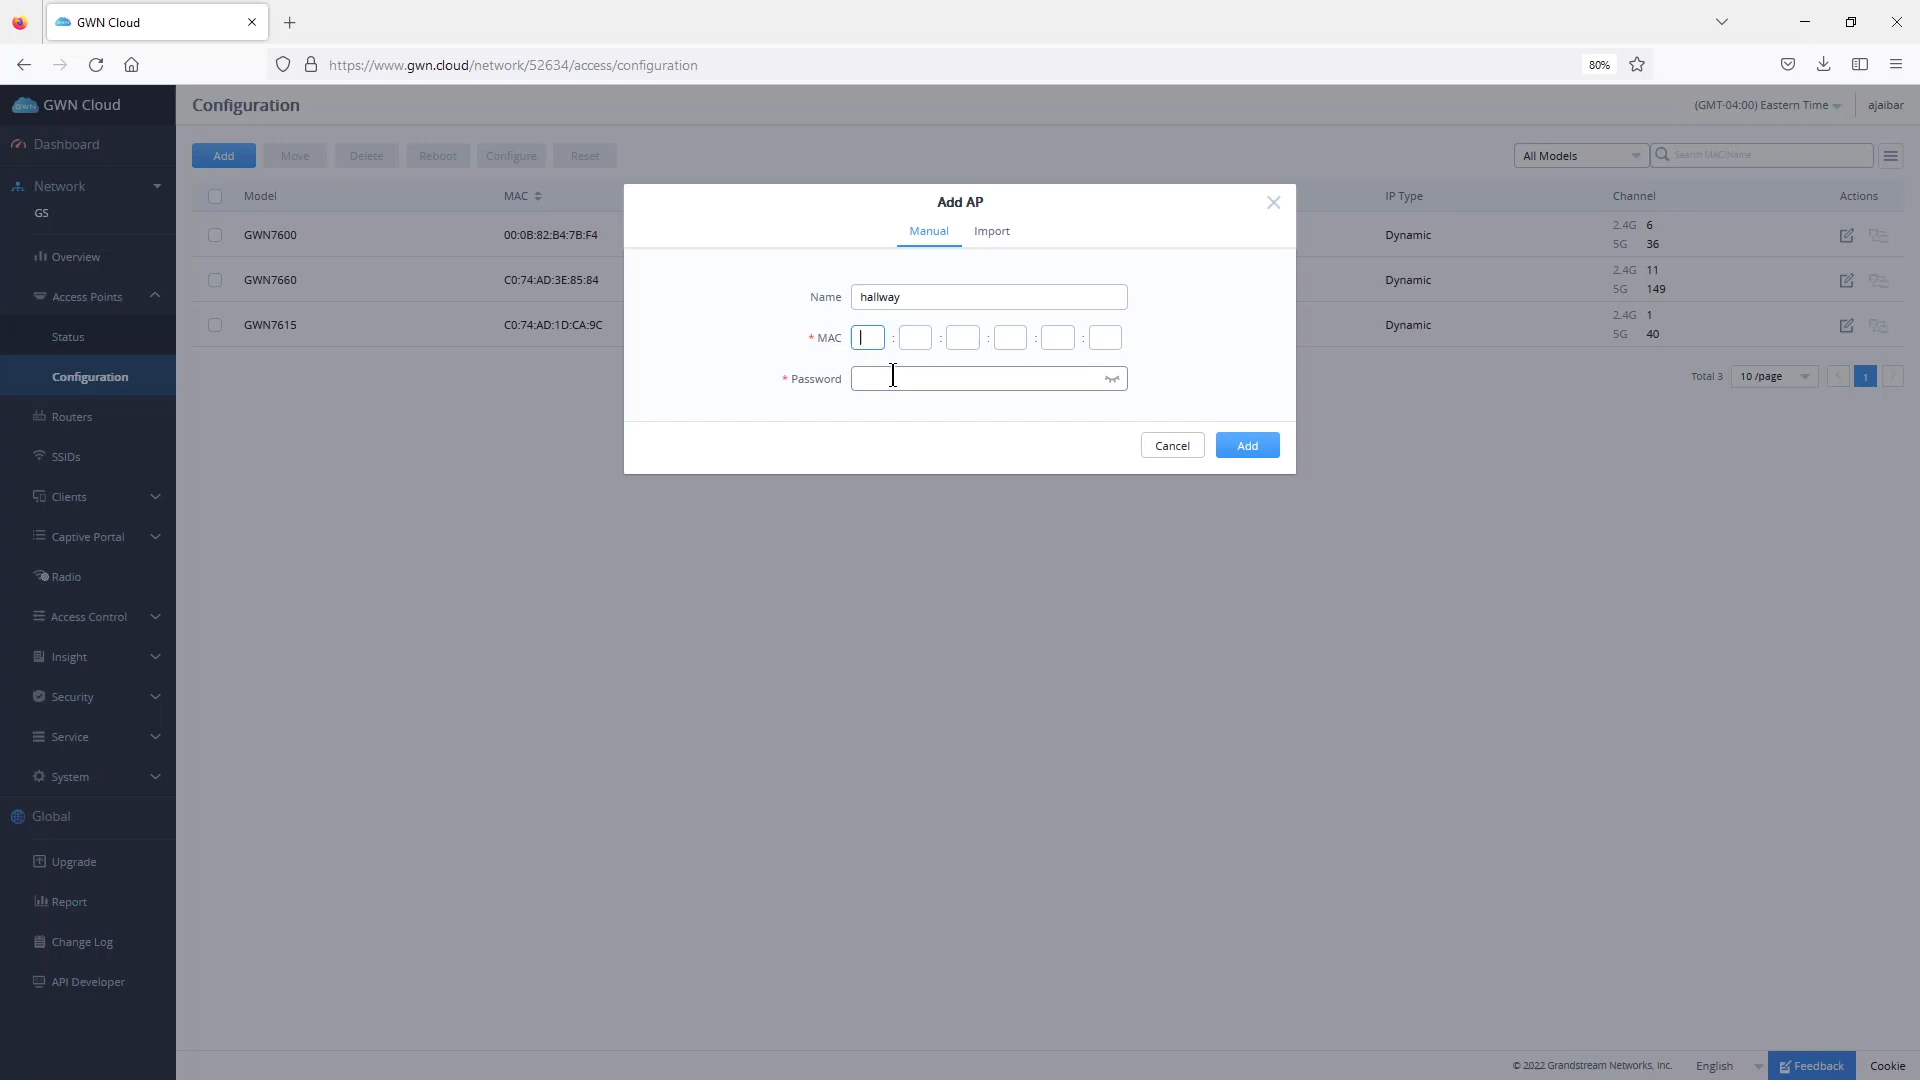 GWN Cloud
https://www.gwn.cloud/network/52634/access/configuration
80%
GWN Cloud
Configuration
(GMT-04:00) Eastern Time
ajaibar
Dashboard
Network
GS
Overview
Access Points
Status
Configuration
Routers
SSIDs
Clients
Captive Portal
Radio
Access Control
Insight
Security
Service
System
Global
Upgrade
Report
Change Log
API Developer
Add Move Delete Reboot Configure Reset
All Models
Search MAC/Name
Model MAC IP Type Channel Actions
GWN7600 00:0B:82:B4:7B:F4 Dynamic 2.4G 6
5G 36
GWN7660 C0:74:AD:3E:85:84 Dynamic 2.4G 11
5G 149
GWN7615 C0:74:AD:1D:CA:9C Dynamic 2.4G 1
5G 40
Total 3 10 /page 1
Add AP
Manual Import
Name hallway
* MAC : : : : :
* Password
Cancel Add
© 2022 Grandstream Networks, Inc. English Feedback Cookie